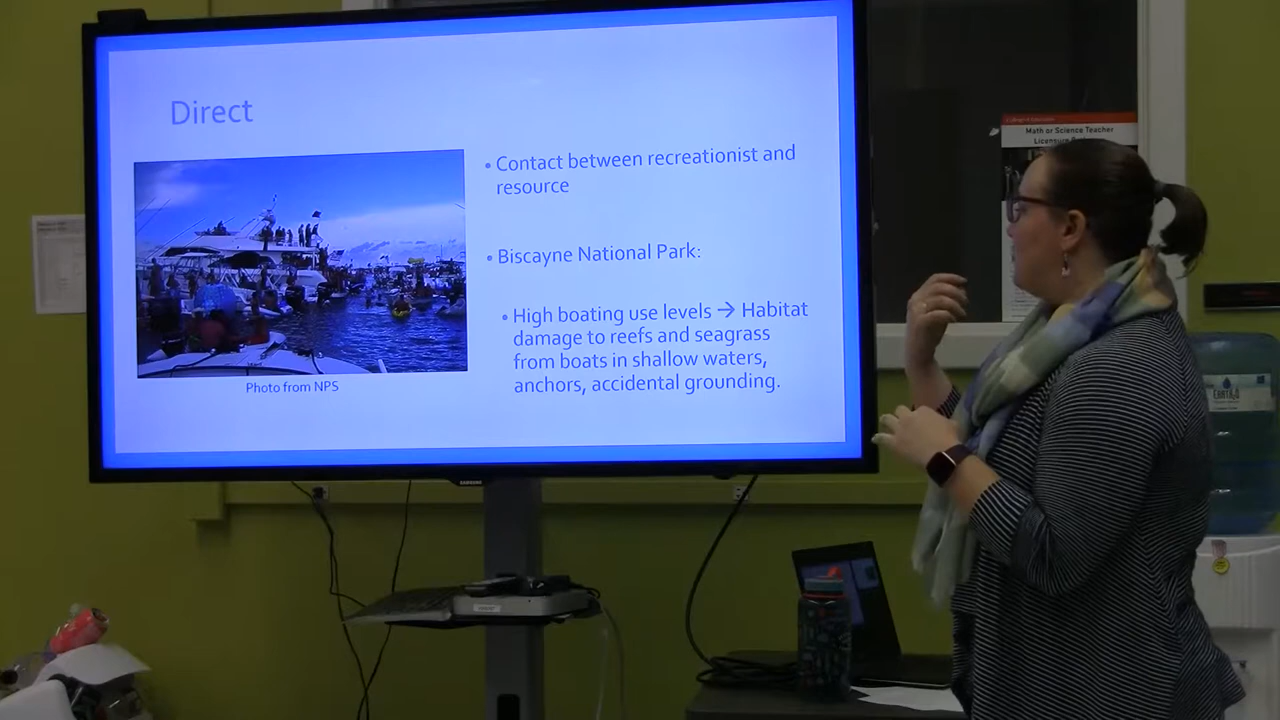 Direct
• Contact between recreationist and
resource
• Biscayne National Park:
• High boating use levels → Habitat
damage to reefs and seagrass
from boats in shallow waters,
anchors, accidental grounding.
Photo from NPS
SAMSUNG
Math or Science Teacher
Licensure